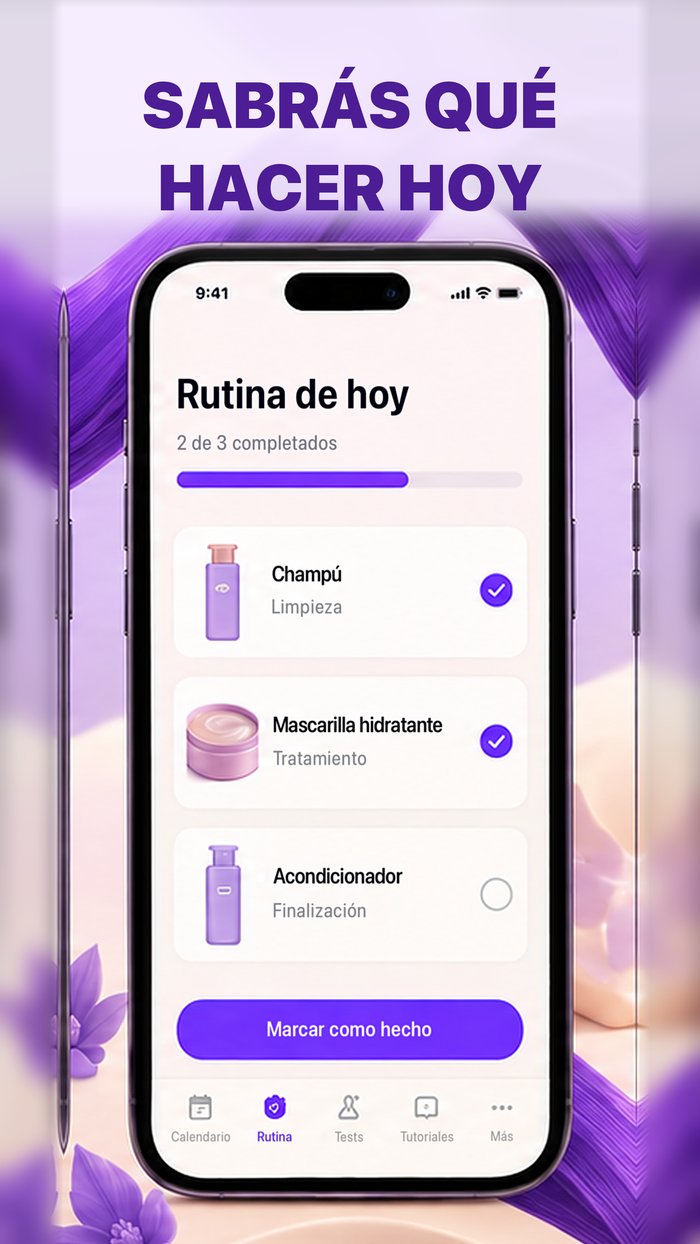 SABRÁS QUÉ
HACER HOY
9:41
Rutina de hoy
2 de 3 completados
Champú
Limpieza
Mascarilla hidratante
Tratamiento
Acondicionador
Finalización
Marcar como hecho
Calendario Rutina Tests Tutoriales Más